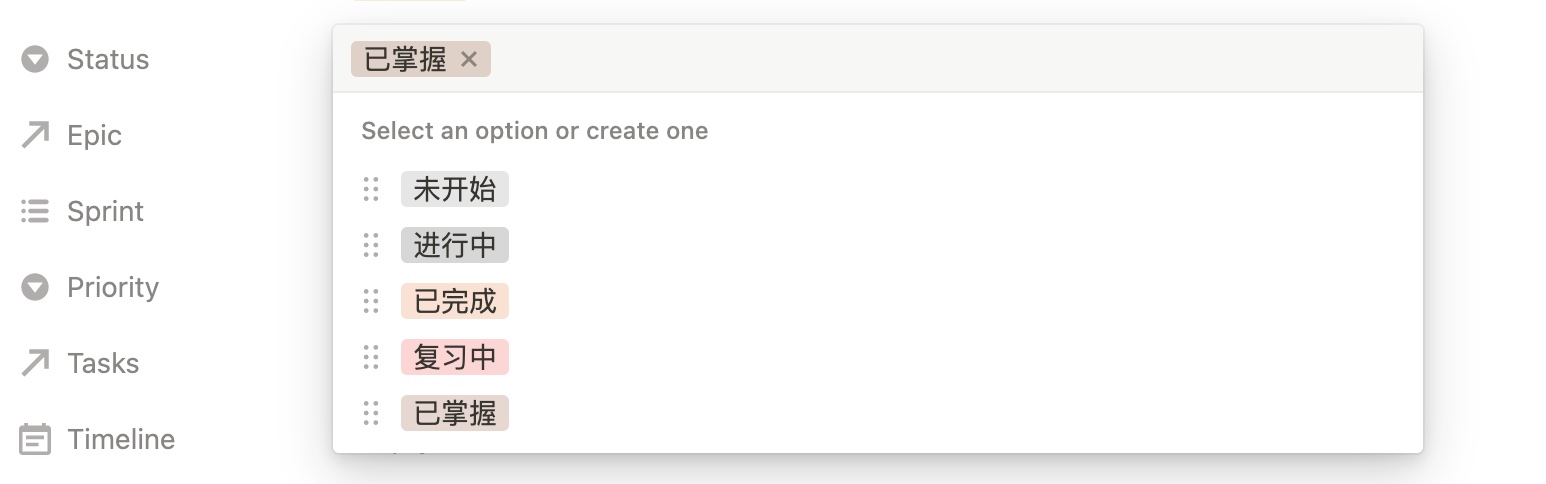 Status
Epic
Sprint
Priority
Tasks
Timeline
已掌握
Select an option or create one
未开始
进行中
已完成
复习中
已掌握